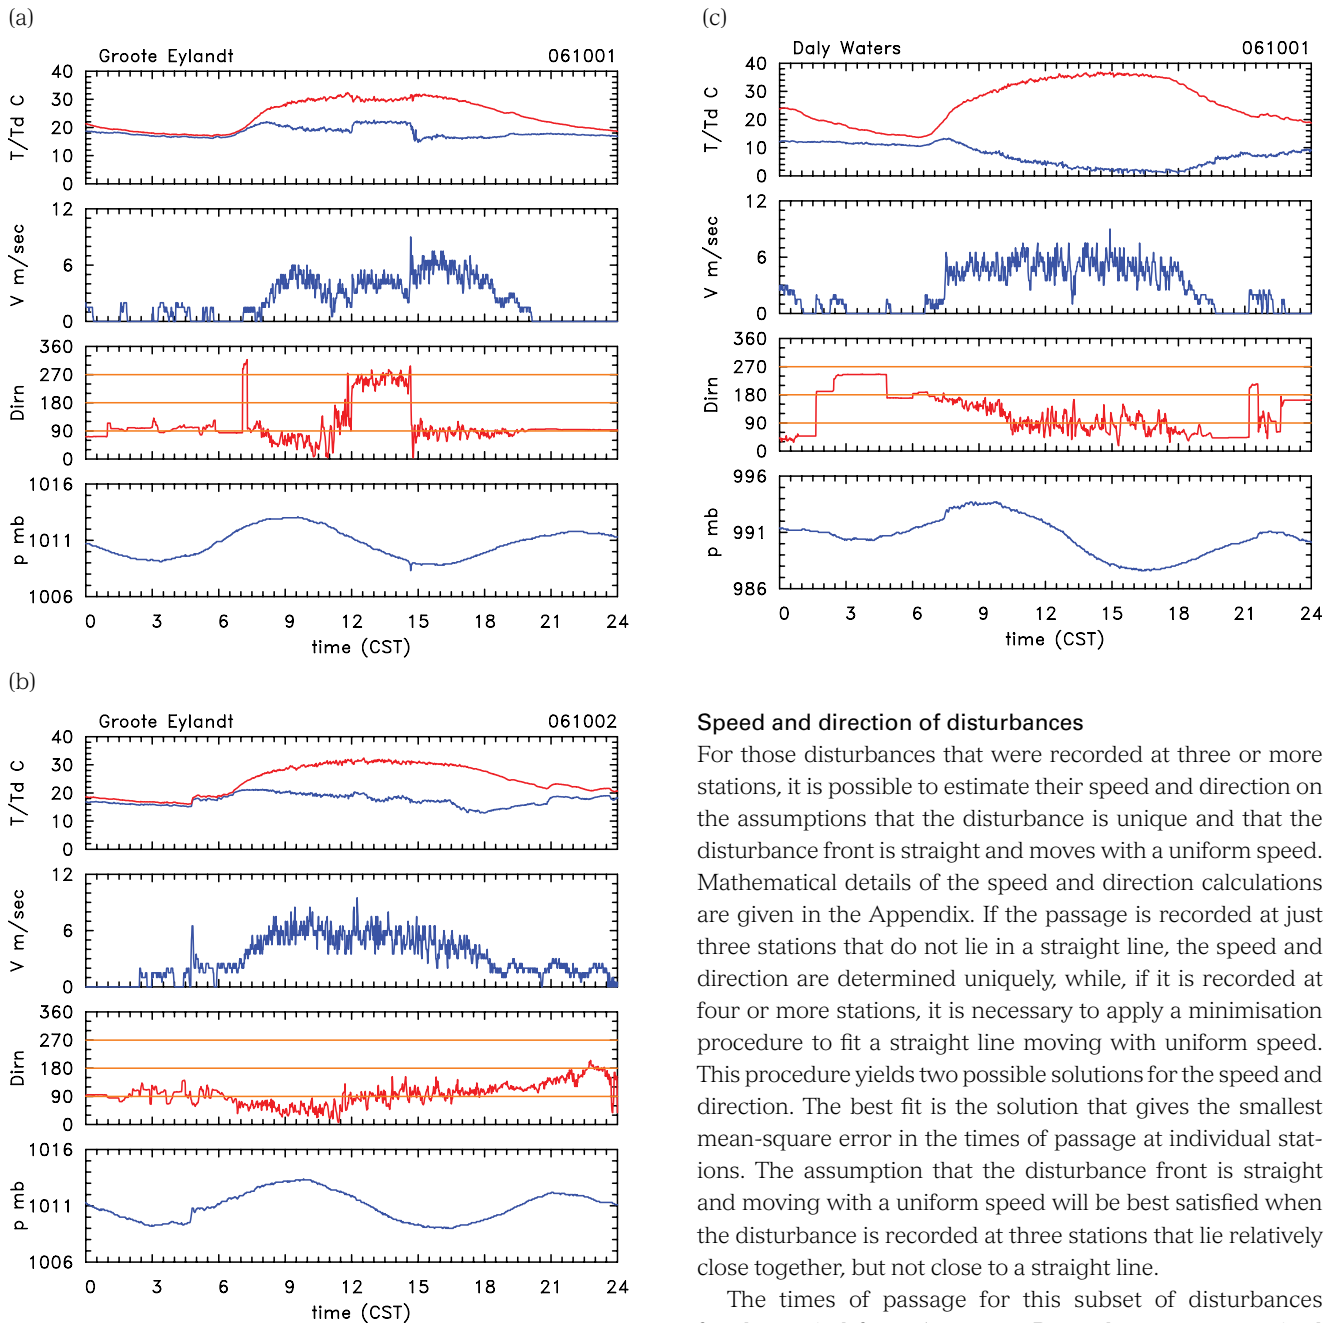 (a)
Groote Eylandt 061001
T/Td C
40
30
20
10
0
V m/sec
12
6
0
Dirn
360
270
180
90
0
p mb
1016
1011
1006
0 3 6 9 12 15 18 21 24
time (CST)
(b)
Groote Eylandt 061002
T/Td C
40
30
20
10
0
V m/sec
12
6
0
Dirn
360
270
180
90
0
p mb
1016
1011
1006
0 3 6 9 12 15 18 21 24
time (CST)
(c)
Daly Waters 061001
T/Td C
40
30
20
10
0
V m/sec
12
6
0
Dirn
360
270
180
90
0
p mb
996
991
986
0 3 6 9 12 15 18 21 24
time (CST)
Speed and direction of disturbances
For those disturbances that were recorded at three or more
stations, it is possible to estimate their speed and direction on
the assumptions that the disturbance is unique and that the
disturbance front is straight and moves with a uniform speed.
Mathematical details of the speed and direction calculations
are given in the Appendix. If the passage is recorded at just
three stations that do not lie in a straight line, the speed and
direction are determined uniquely, while, if it is recorded at
four or more stations, it is necessary to apply a minimisation
procedure to fit a straight line moving with uniform speed.
This procedure yields two possible solutions for the speed and
direction. The best fit is the solution that gives the smallest
mean-square error in the times of passage at individual stat-
ions. The assumption that the disturbance front is straight
and moving with a uniform speed will be best satisfied when
the disturbance is recorded at three stations that lie relatively
close together, but not close to a straight line.
The times of passage for this subset of disturbances